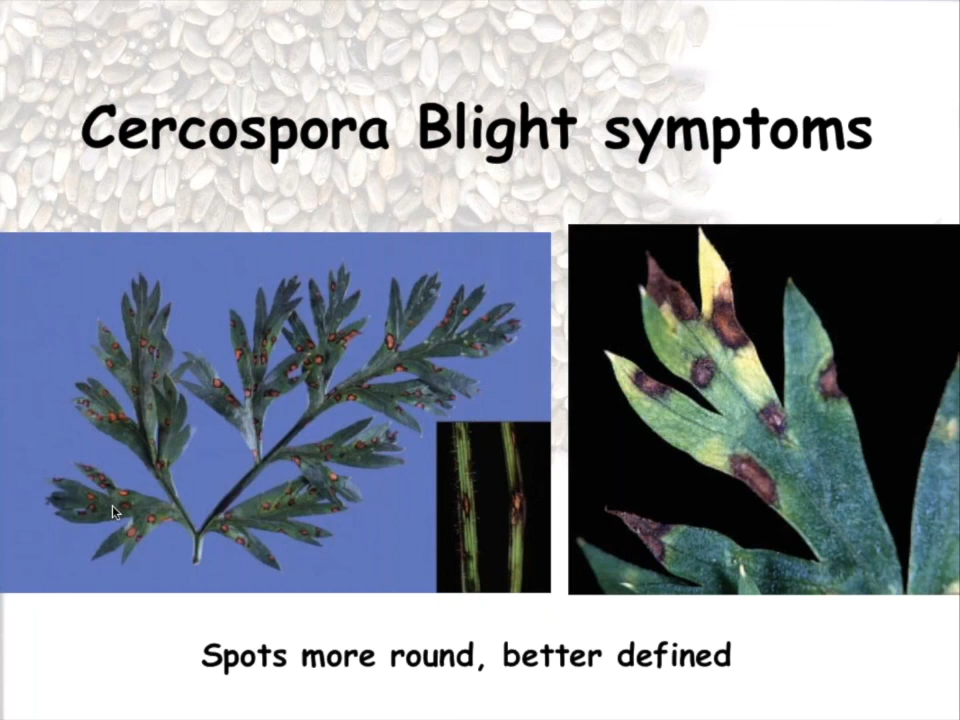 Cercospora Blight symptoms
Spots more round, better defined